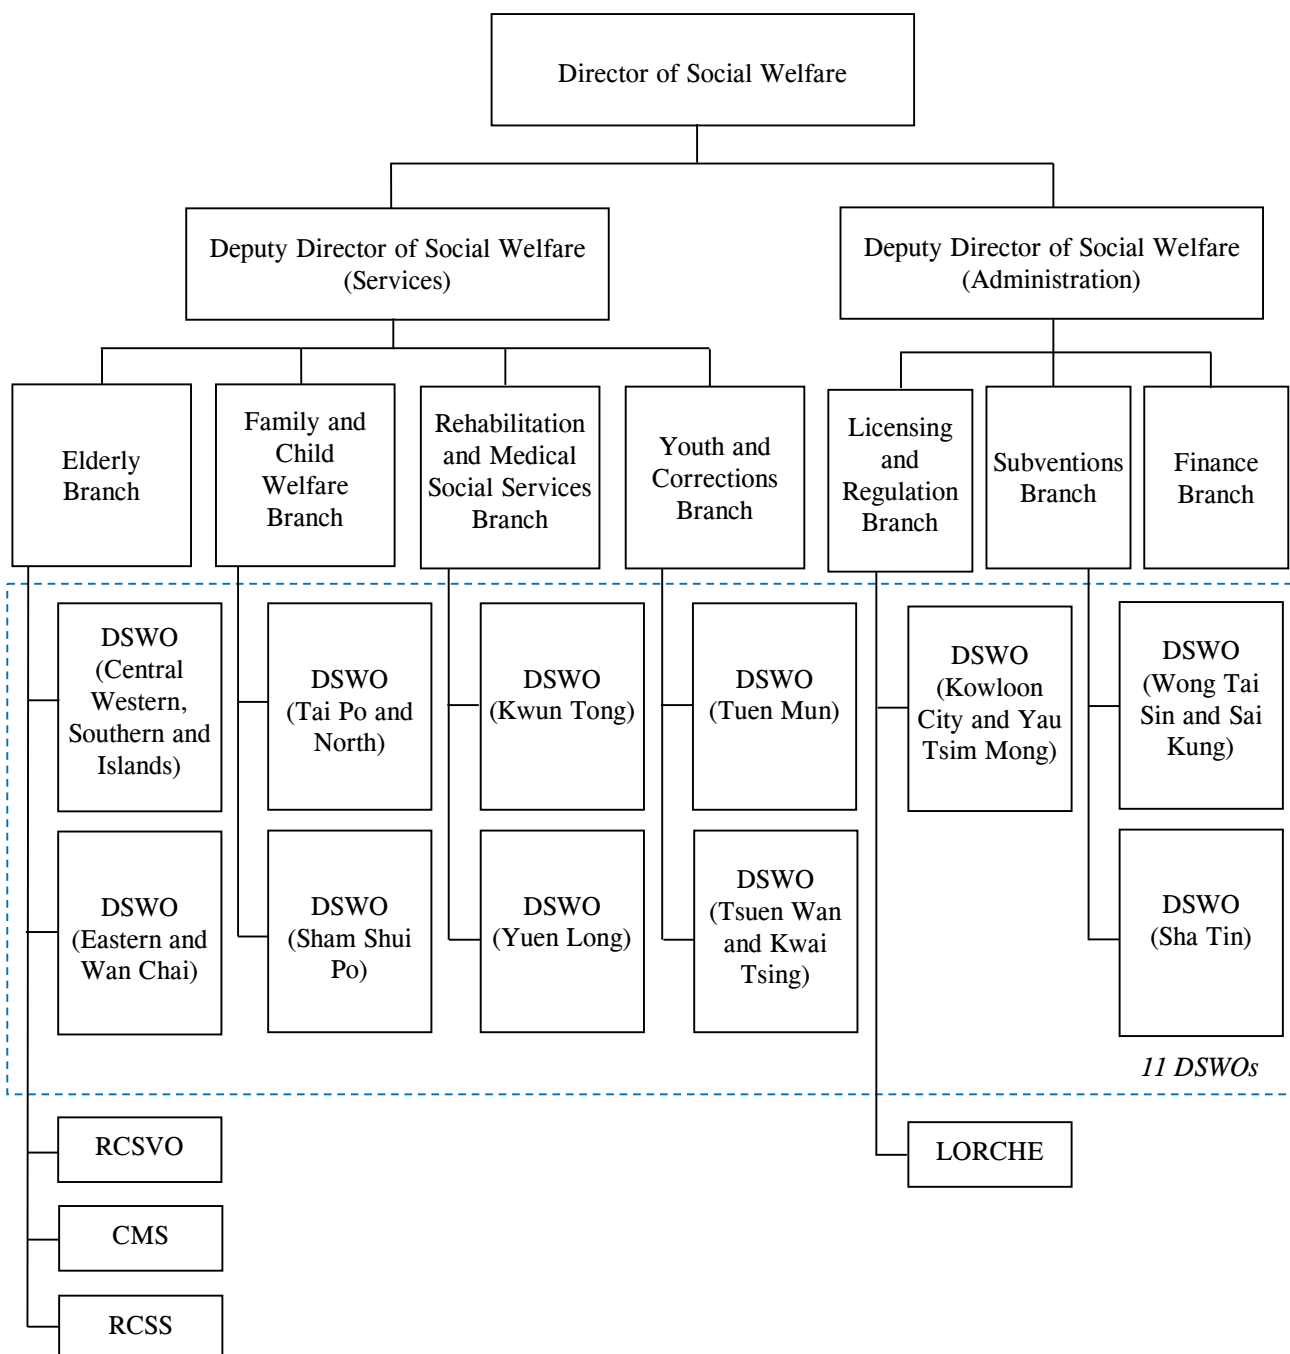 Director of Social Welfare
Deputy Director of Social Welfare
(Services)
Deputy Director of Social Welfare
(Administration)
Elderly
Branch
Family and
Child
Welfare
Branch
Rehabilitation
and Medical
Social Services
Branch
Youth and
Corrections
Branch
Licensing
and
Regulation
Branch
Subventions
Branch
Finance
Branch
DSWO
(Central
Western,
Southern and
Islands)
DSWO
(Tai Po and
North)
DSWO
(Kwun Tong)
DSWO
(Tuen Mun)
DSWO
(Kowloon
City and Yau
Tsim Mong)
DSWO
(Wong Tai
Sin and Sai
Kung)
DSWO
(Eastern and
Wan Chai)
DSWO
(Sham Shui
Po)
DSWO
(Yuen Long)
DSWO
(Tsuen Wan
and Kwai
Tsing)
DSWO
(Sha Tin)
11 DSWOs
RCSVO
LORCHE
CMS
RCSS